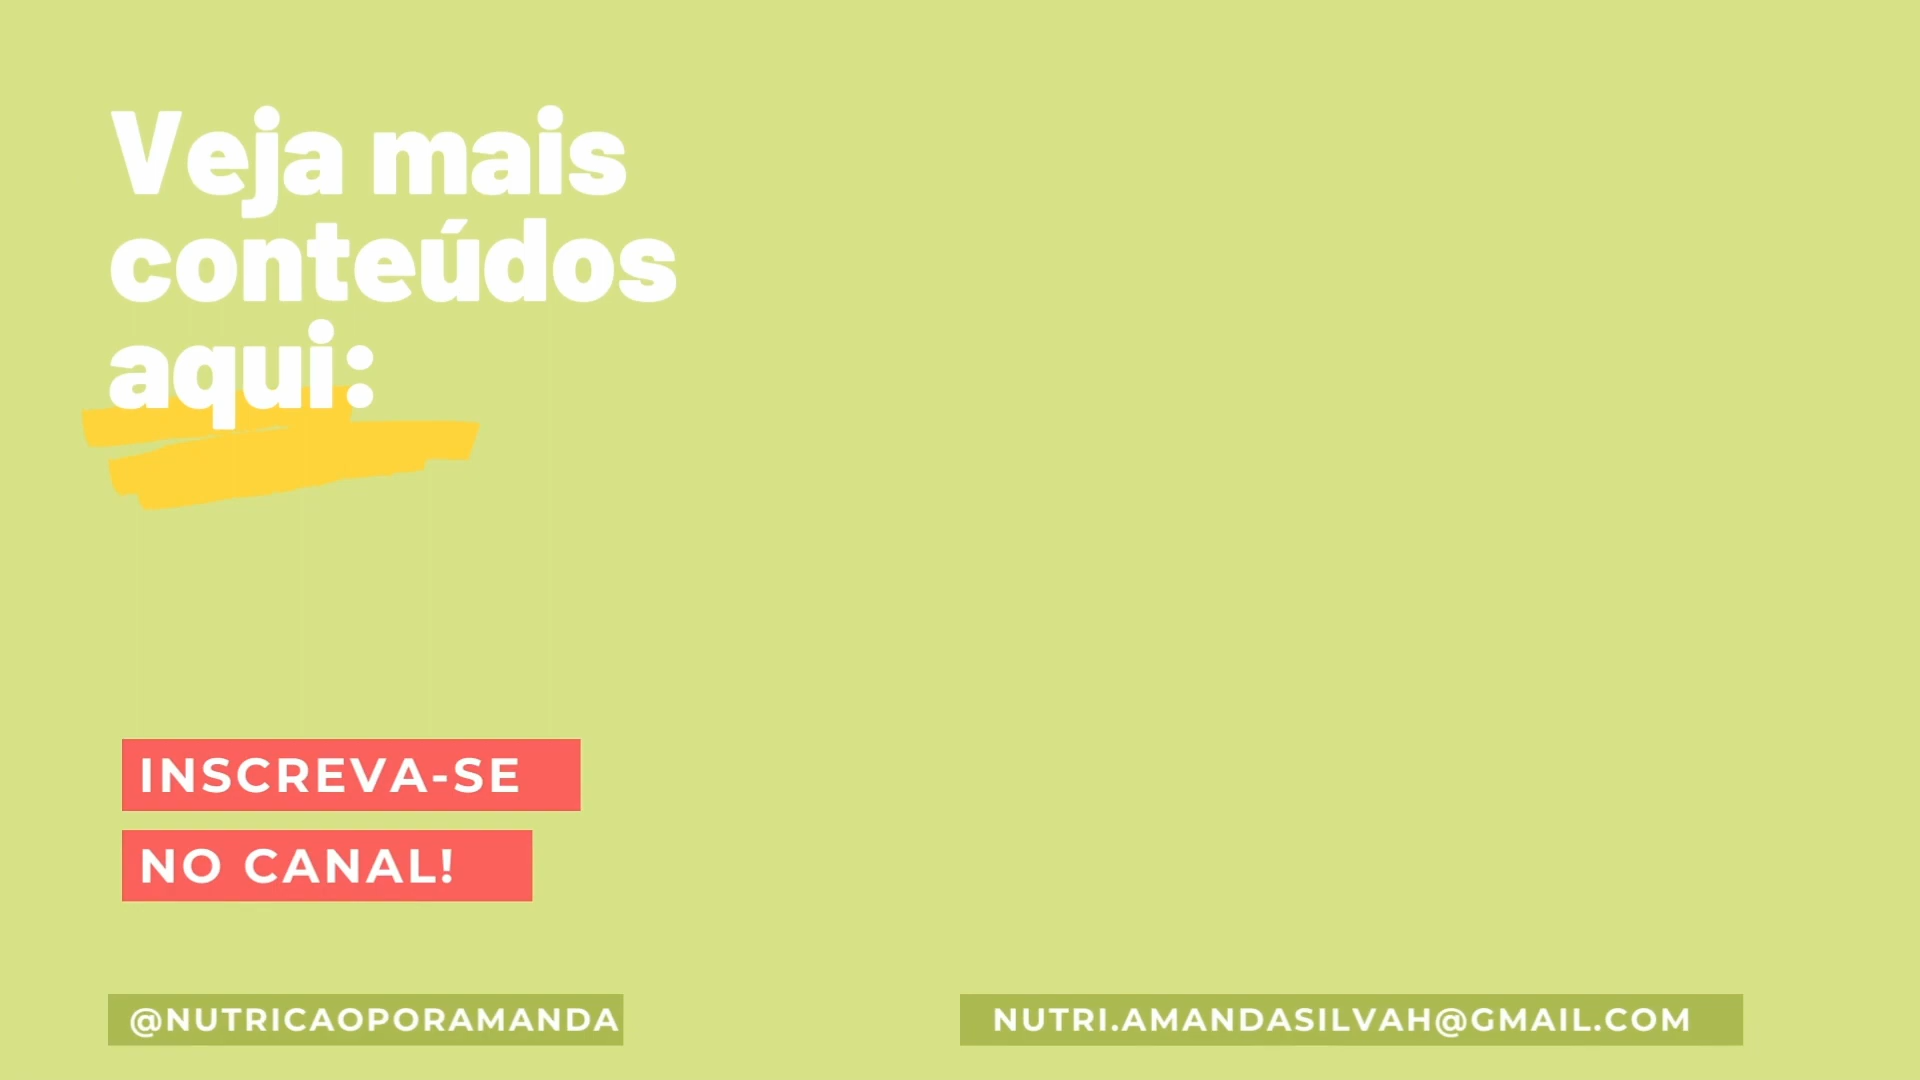 Veja mais
conteúdos
aqui:
INSCREVA-SE
NO CANAL!
@NUTRICAOPORAMANDA
NUTRI.AMANDASILVAH@GMAIL.COM